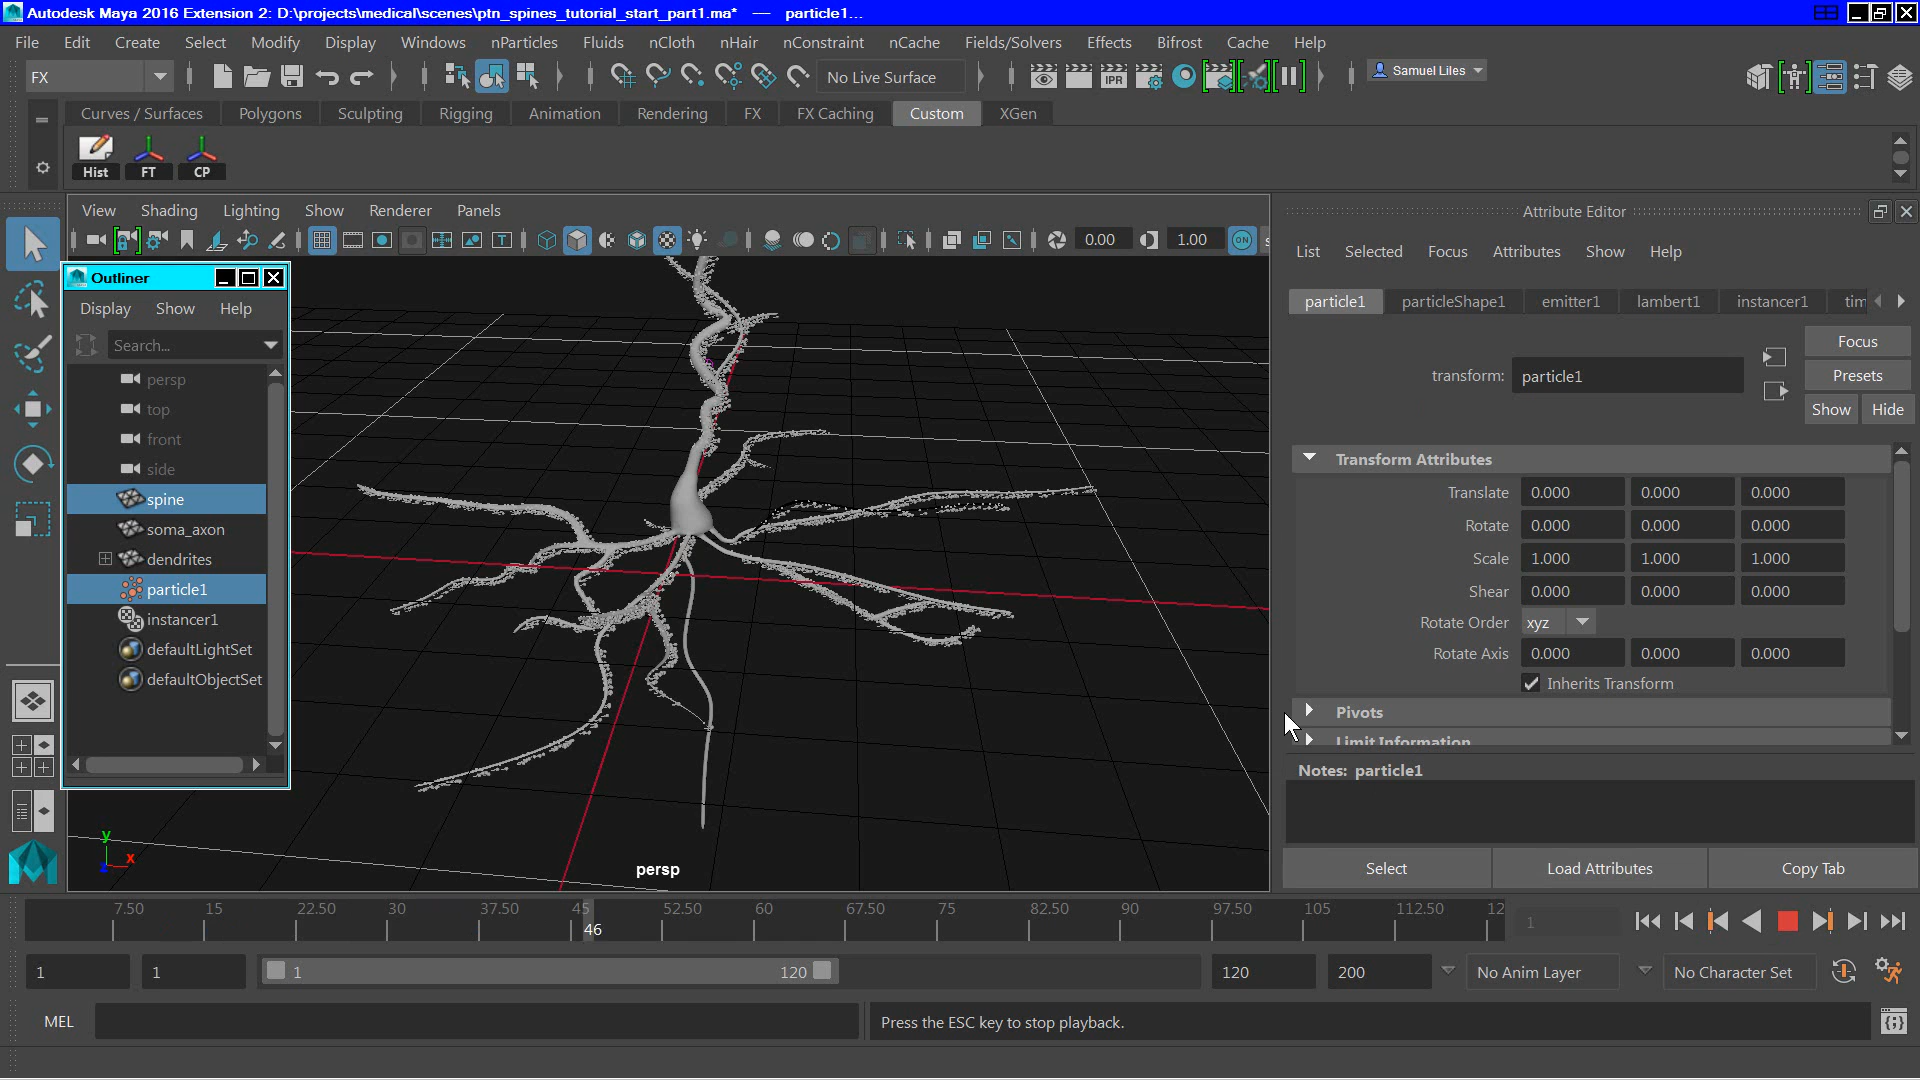 Autodesk Maya 2016 Extension 2: D:\projects\medical\scenes\ptn_spines_tutorial_start_part1.ma* --- particle1...
File Edit Create Select Modify Display Windows nParticles Fluids nCloth nHair nConstraint nCache Fields/Solvers Effects Bifrost Cache Help
FX No Live Surface IPR Samuel Liles
Curves / Surfaces Polygons Sculpting Rigging Animation Rendering FX FX Caching Custom XGen
Hist FT CP
View Shading Lighting Show Renderer Panels
0.00 1.00 ON
Attribute Editor
List Selected Focus Attributes Show Help
particle1 particleShape1 emitter1 lambert1 instancer1 tim
Focus
transform: particle1
Presets
Show Hide
Transform Attributes
Translate 0.000 0.000 0.000
Rotate 0.000 0.000 0.000
Scale 1.000 1.000 1.000
Shear 0.000 0.000 0.000
Rotate Order xyz
Rotate Axis 0.000 0.000 0.000
Inherits Transform
Pivots
Limit Information
Notes: particle1
Select Load Attributes Copy Tab
Outliner
Display Show Help
Search...
persp
top
front
side
spine
soma_axon
dendrites
particle1
instancer1
defaultLightSet
defaultObjectSet
y
x
persp
7.50 15 22.50 30 37.50 45 52.50 60 67.50 75 82.50 90 97.50 105 112.50 12
46
1
1 1 1 120 120 200 No Anim Layer No Character Set
MEL Press the ESC key to stop playback.